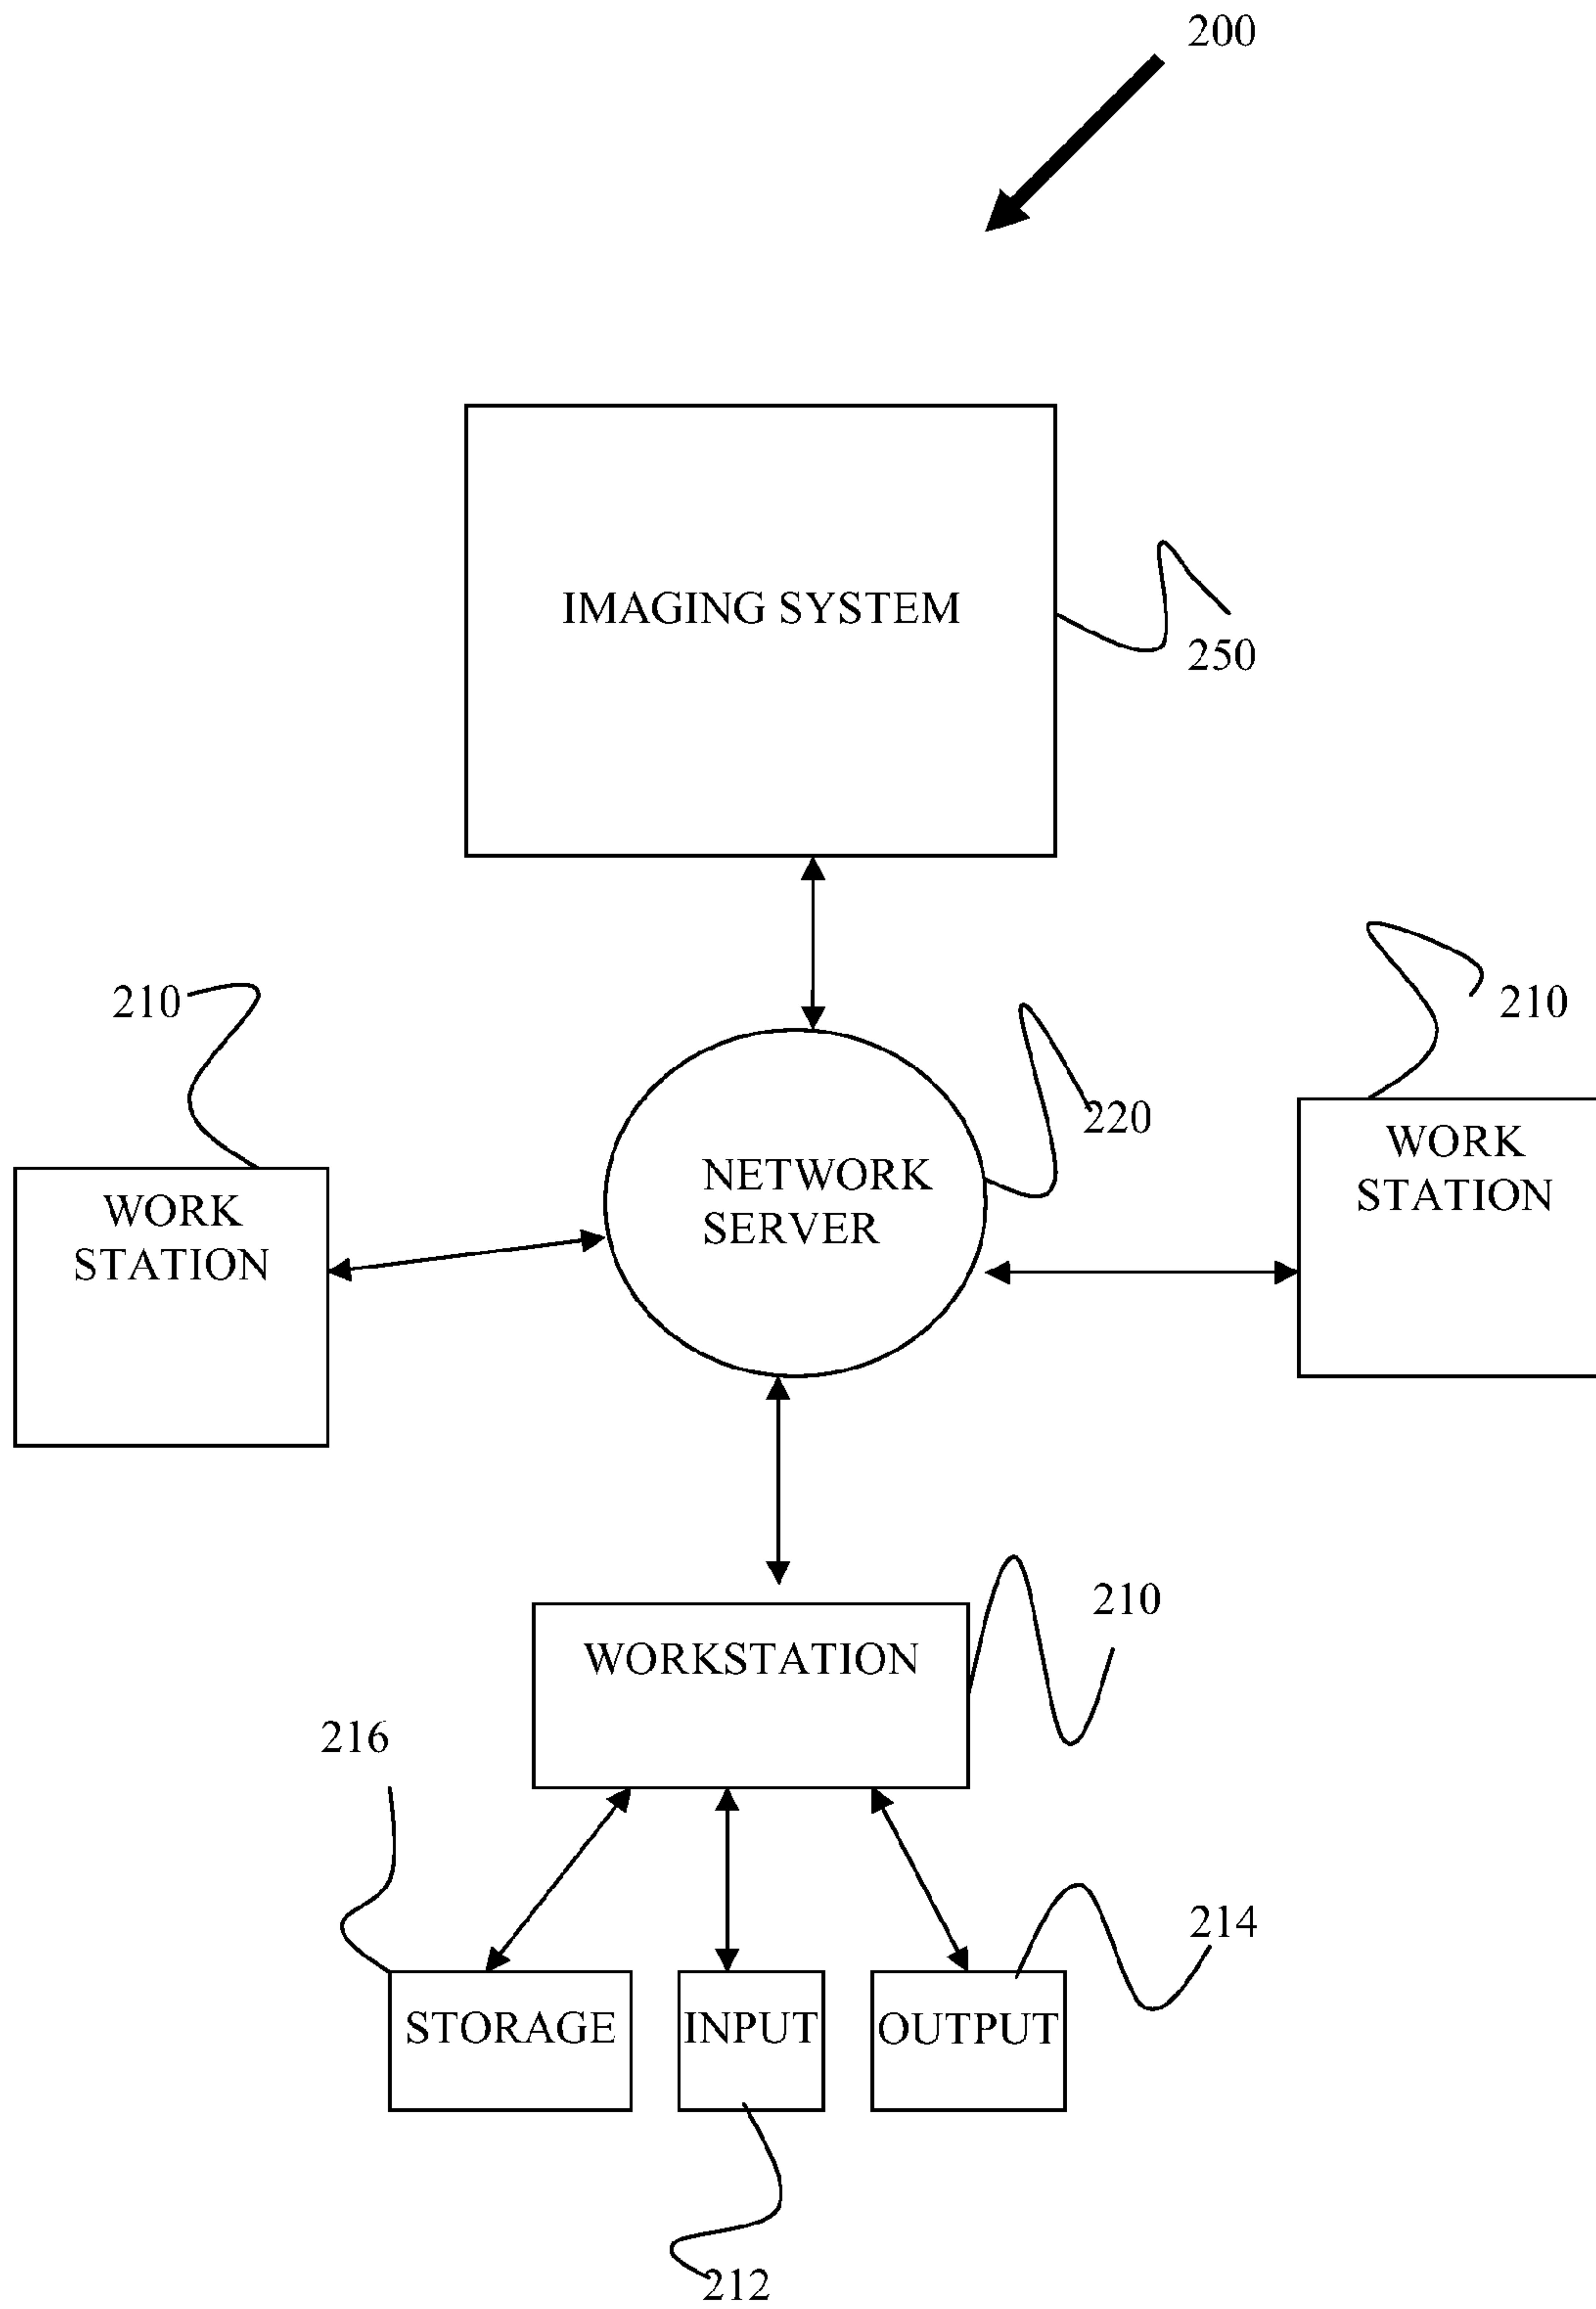 200
IMAGING SYSTEM
250
210
210
220
WORK
STATION
NETWORK
SERVER
WORK
STATION
210
WORKSTATION
216
214
STORAGE
INPUT
OUTPUT
212